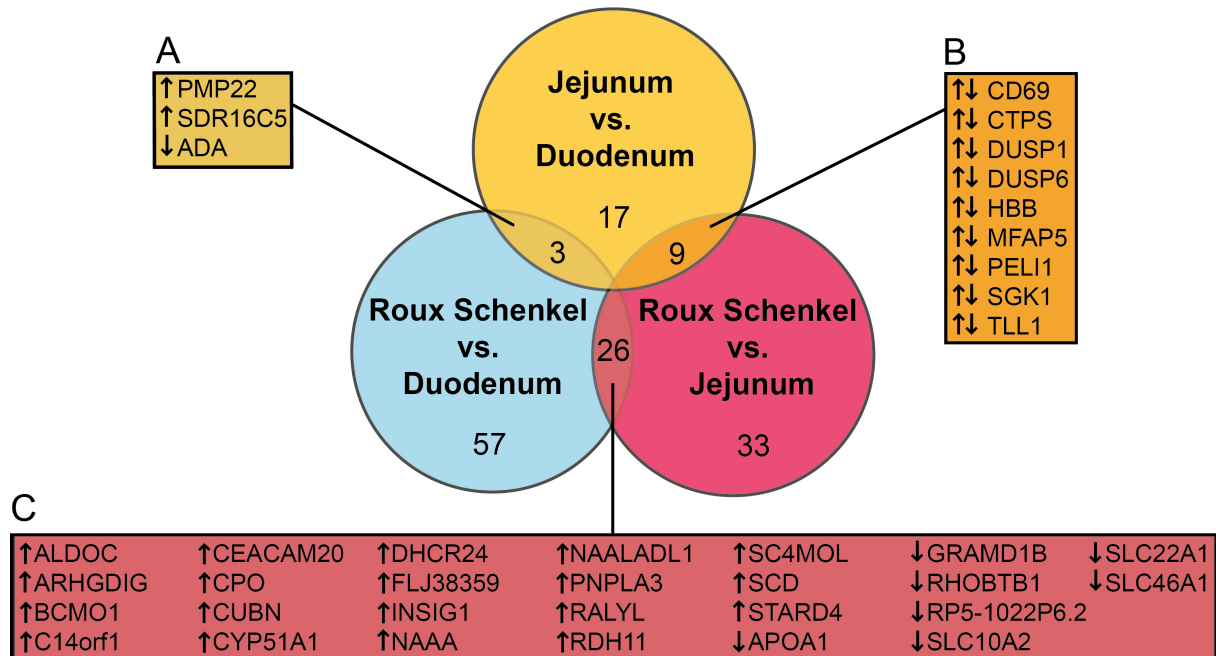 A
↑PMP22
↑SDR16C5
↓ADA
B
↑↓ CD69
↑↓ CTPS
↑↓ DUSP1
↑↓ DUSP6
↑↓ HBB
↑↓ MFAP5
↑↓ PELI1
↑↓ SGK1
↑↓ TLL1
Jejunum
vs.
Duodenum
17
3
9
Roux Schenkel
vs.
Duodenum
57
26
Roux Schenkel
vs.
Jejunum
33
C
↑ALDOC ↑CEACAM20 ↑DHCR24 ↑NAALADL1 ↑SC4MOL ↓GRAMD1B ↓SLC22A1
↑ARHGDIG ↑CPO ↑FLJ38359 ↑PNPLA3 ↑SCD ↓RHOBTB1 ↓SLC46A1
↑BCMO1 ↑CUBN ↑INSIG1 ↑RALYL ↑STARD4 ↓RP5-1022P6.2
↑C14orf1 ↑CYP51A1 ↑NAAA ↑RDH11 ↓APOA1 ↓SLC10A2